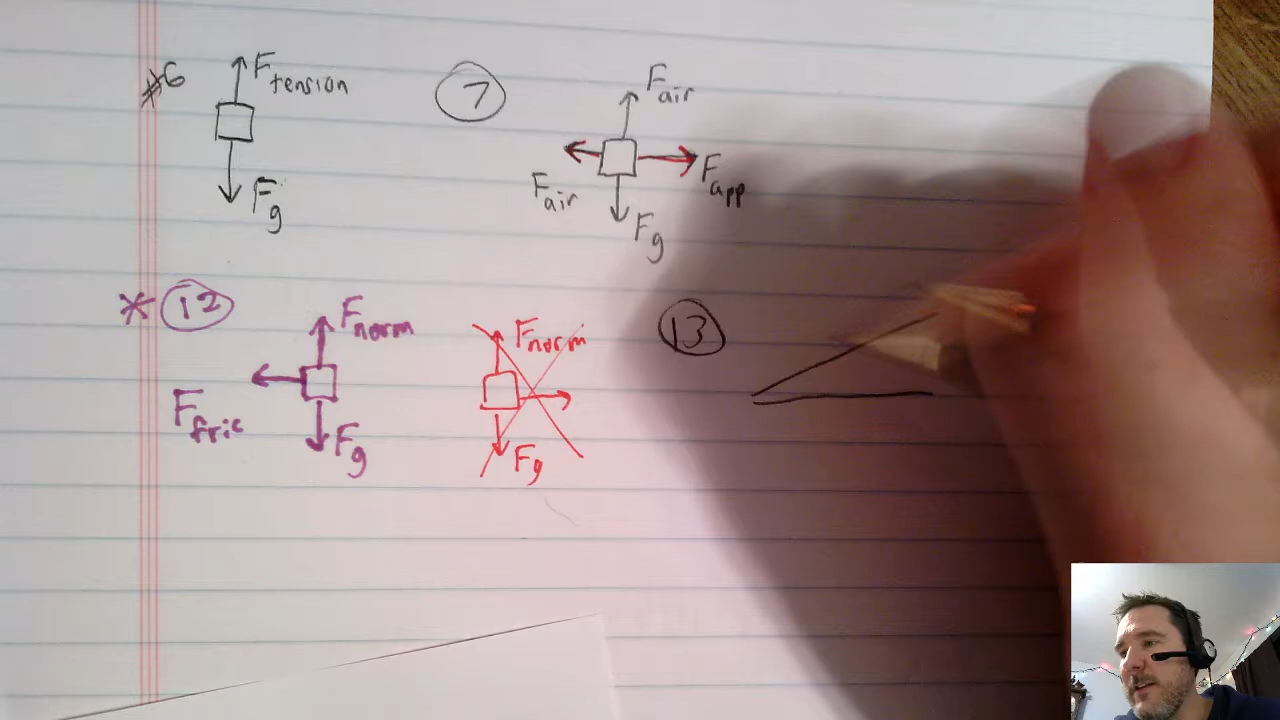 *6
F tension
F g
7
F air
F air
F app
F g
* 12
F norm
F fric
F g
F norm
F g
13